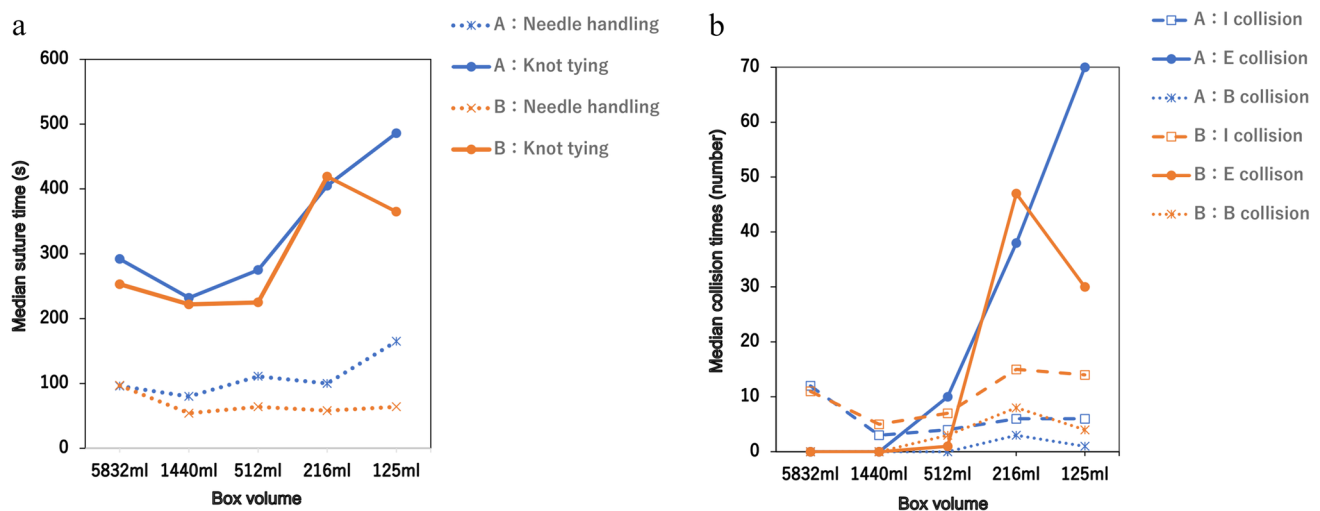 a
A：Needle handling
A：Knot tying
B：Needle handling
B：Knot tying
600
500
400
300
200
100
0
Median suture time (s)
5832ml 1440ml 512ml 216ml 125ml
Box volume
b
A：I collision
A：E collision
A：B collision
B：I collision
B：E collison
B：B collision
70
60
50
40
30
20
10
0
Median collision times (number)
5832ml 1440ml 512ml 216ml 125ml
Box volume